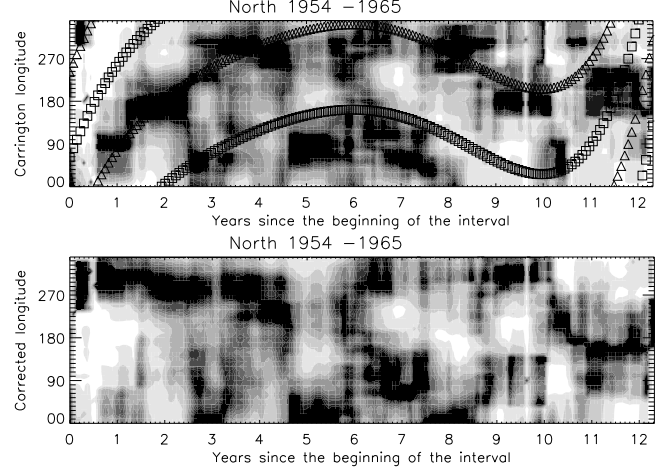 North 1954 −1965
Carrington longitude
270
180
90
00
0 1 2 3 4 5 6 7 8 9 10 11 12
Years since the beginning of the interval
North 1954 −1965
Corrected longitude
270
180
90
00
0 1 2 3 4 5 6 7 8 9 10 11 12
Years since the beginning of the interval